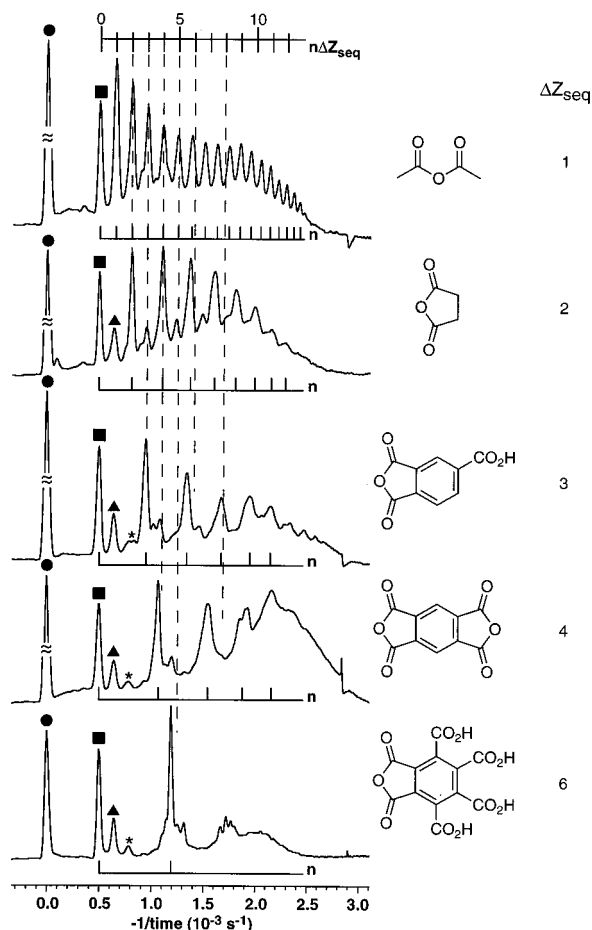 0 5 10
nΔZseq
ΔZseq
● ■ ≈
O O
O
1
n
● ■ ▲ ≈
O
O
O
2
n
● ■ ▲ * ≈
O
O
O
CO2H
3
n
● ■ ▲ * ≈
O O
O O
O O
4
n
● ■ ▲ *
CO2H
O CO2H
O
O CO2H
CO2H
6
n
0.0 0.5 1.0 1.5 2.0 2.5 3.0
-1/time (10-3 s-1)